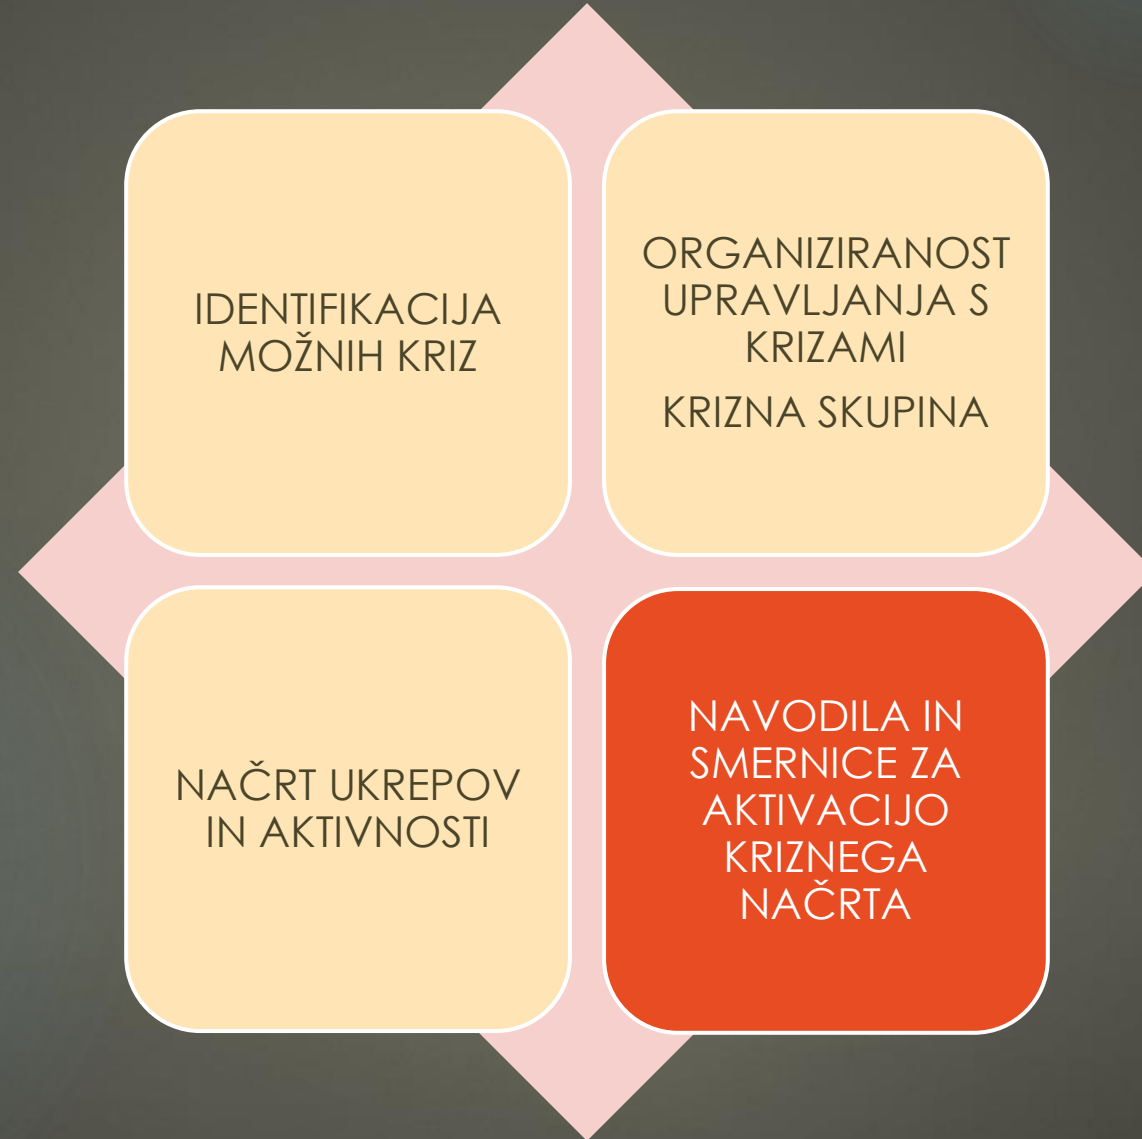 IDENTIFIKACIJA
MOŽNIH KRIZ
ORGANIZIRANOST
UPRAVLJANJA S
KRIZAMI
KRIZNA SKUPINA
NAČRT UKREPOV
IN AKTIVNOSTI
NAVODILA IN
SMERNICE ZA
AKTIVACIJO
KRIZNEGA
NAČRTA